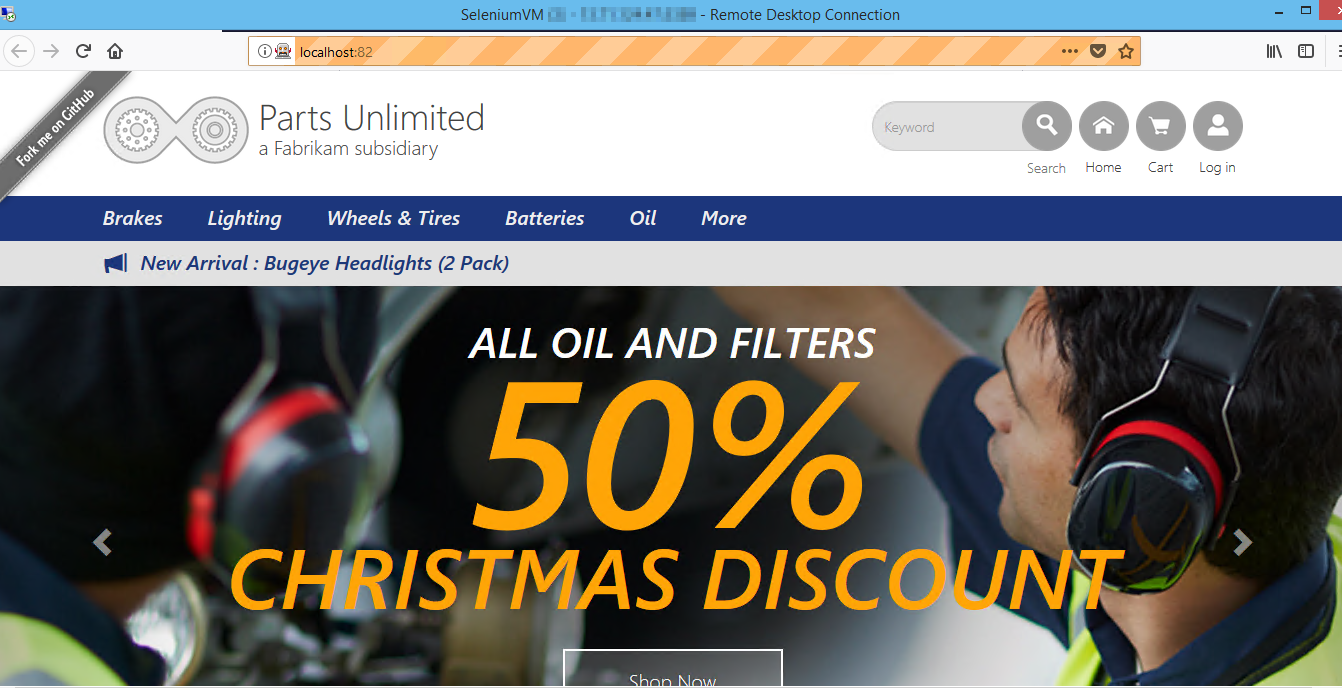 SeleniumVM - Remote Desktop Connection
localhost:82
Fork me on GitHub
Parts Unlimited
a Fabrikam subsidiary
Keyword
Search Home Cart Log in
Brakes Lighting Wheels & Tires Batteries Oil More
New Arrival : Bugeye Headlights (2 Pack)
ALL OIL AND FILTERS
50%
CHRISTMAS DISCOUNT
Shop Now